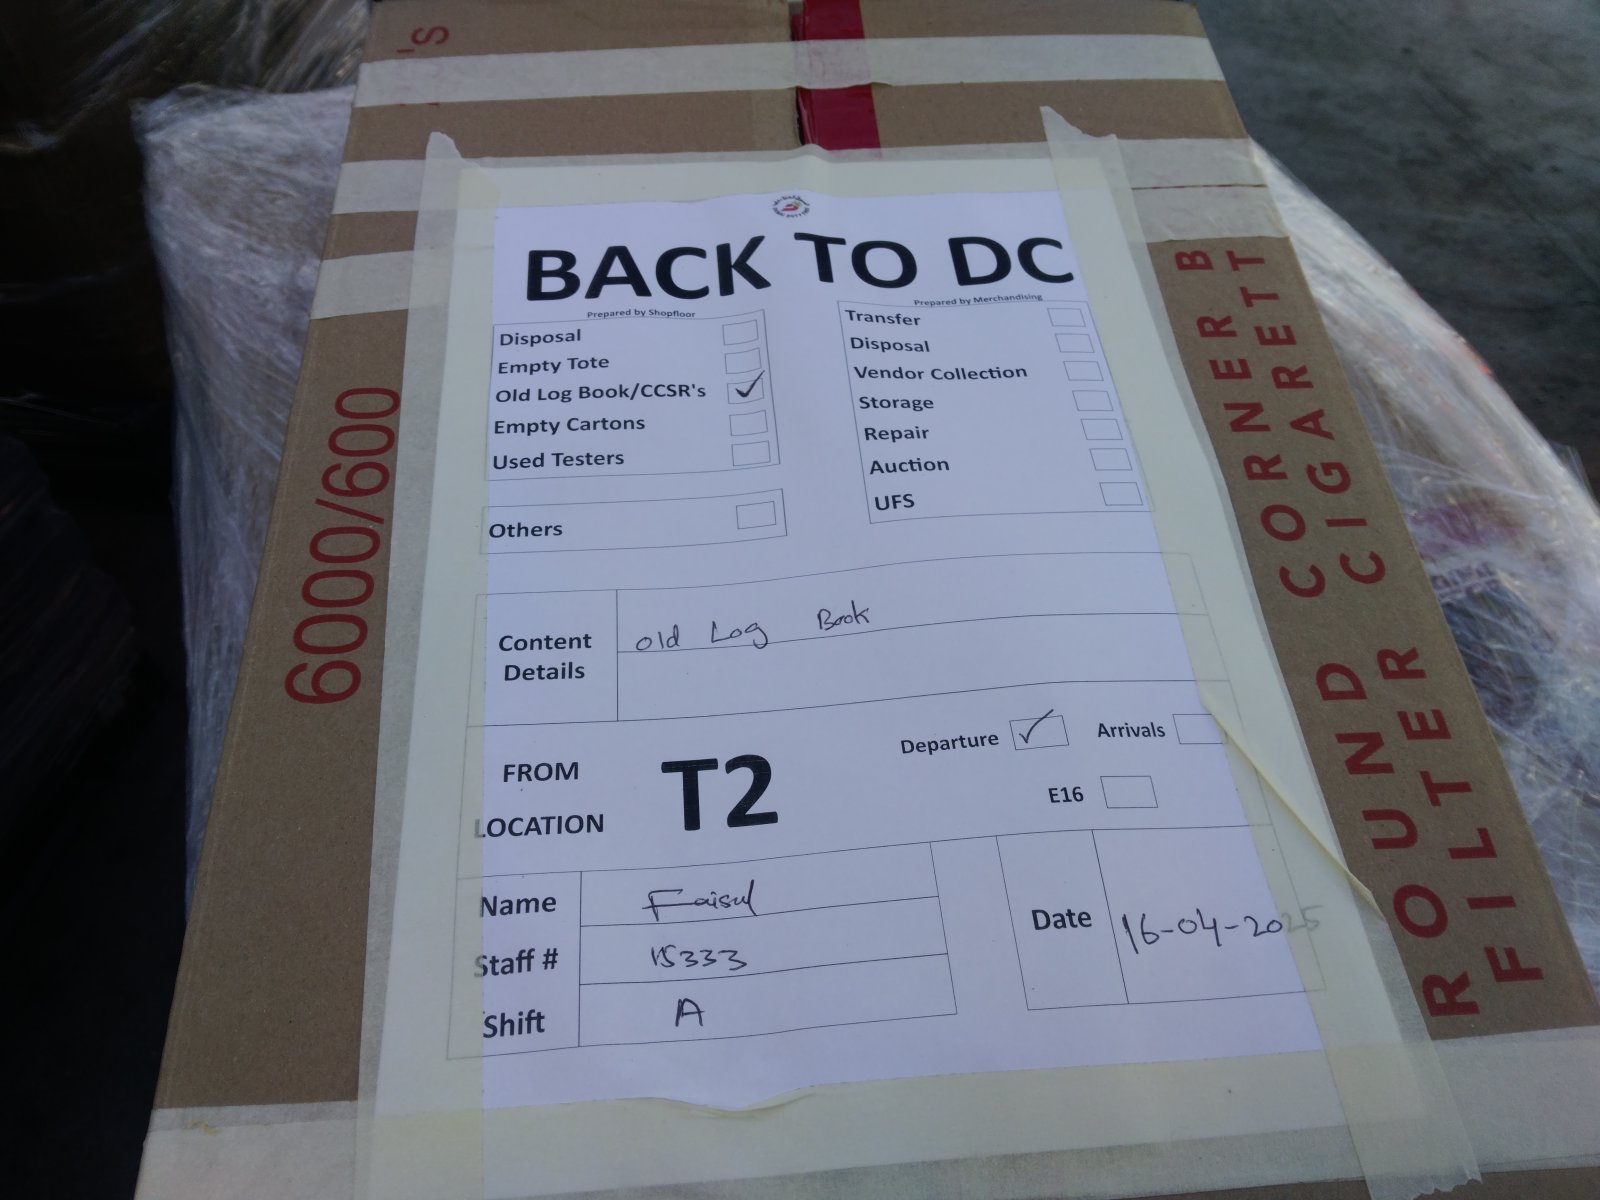 'S
BACK TO DC
Prepared by Shopfloor
Disposal
Empty Tote
Old Log Book/CCSR's
Empty Cartons
Used Testers
Others
Prepared by Merchandising
Transfer
Disposal
Vendor Collection
Storage
Repair
Auction
UFS
Content Details
Old Log Book
FROM LOCATION
T2
Departure
Arrivals
E16
Name
Faisul
Staff #
15333
Shift
A
Date
16-04-2025
6000/600
ROUND CORNER B
FILTER CIGARETT